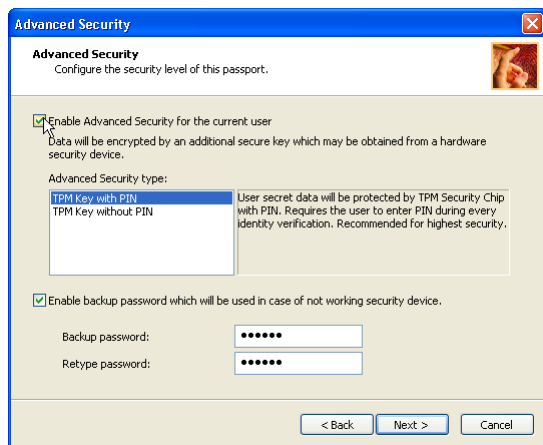 Advanced Security
Advanced Security
Configure the security level of this passport.
Enable Advanced Security for the current user
Data will be encrypted by an additional secure key which may be obtained from a hardware
security device.
Advanced Security type:
TPM Key with PIN
TPM Key without PIN
User secret data will be protected by TPM Security Chip
with PIN. Requires the user to enter PIN during every
identity verification. Recommended for highest security.
Enable backup password which will be used in case of not working security device.
Backup password:
●●●●●●
Retype password:
●●●●●●
< Back
Next >
Cancel